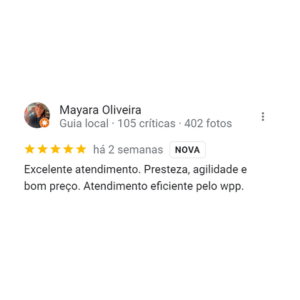 Mayara Oliveira
Guia local · 105 críticas · 402 fotos
há 2 semanas NOVA
Excelente atendimento. Presteza, agilidade e
bom preço. Atendimento eficiente pelo wpp.